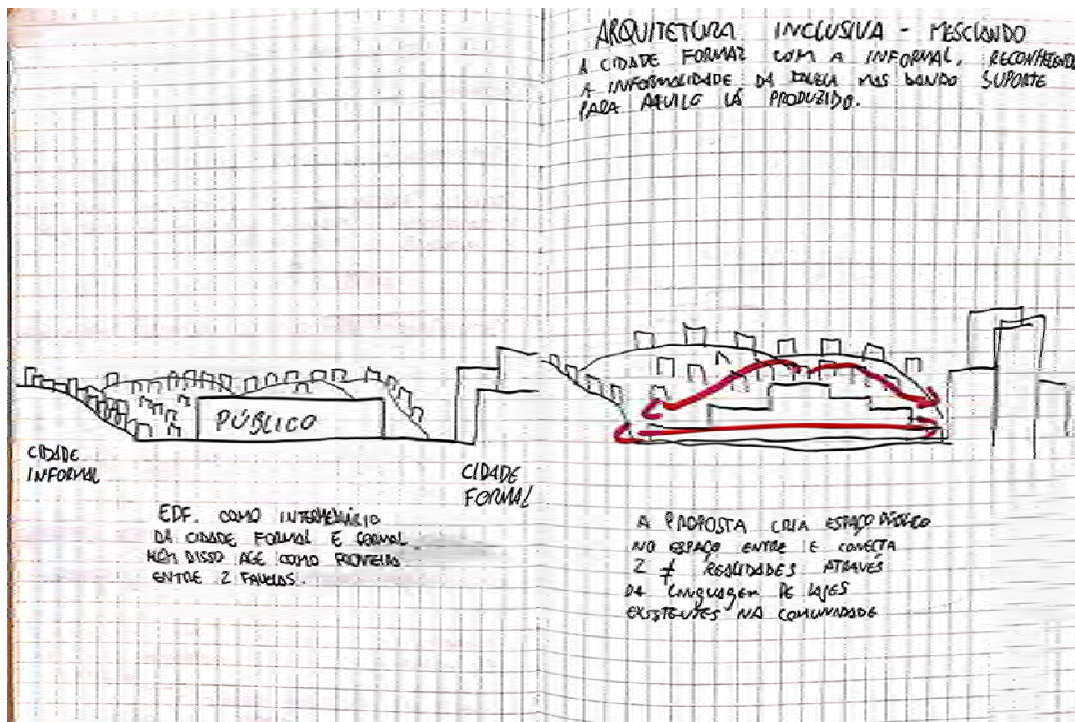 ARQUITETURA INCLUSIVA - MESCLANDO
A CIDADE FORMAL COM A INFORMAL, RECONHECENDO
A INFORMALIDADE DA FAVELA MAS DANDO SUPORTE
PARA AQUILO LÁ PRODUZIDO.
PÚBLICO
CIDADE
INFORMAL
CIDADE
FORMAL
EDF. COMO INTERMEDIÁRIO
DA CIDADE FORMAL E FORMAL
ALÉM DISSO AGE COMO FRONTEIRA
ENTRE 2 FAVELAS.
A PROPOSTA CRIA ESPAÇO PÚBLICO
NO ESPAÇO ENTRE E CONECTA
2 ≠ REALIDADES ATRAVÉS
DA LINGUAGEM DE LAJES
EXISTENTES NA COMUNIDADE